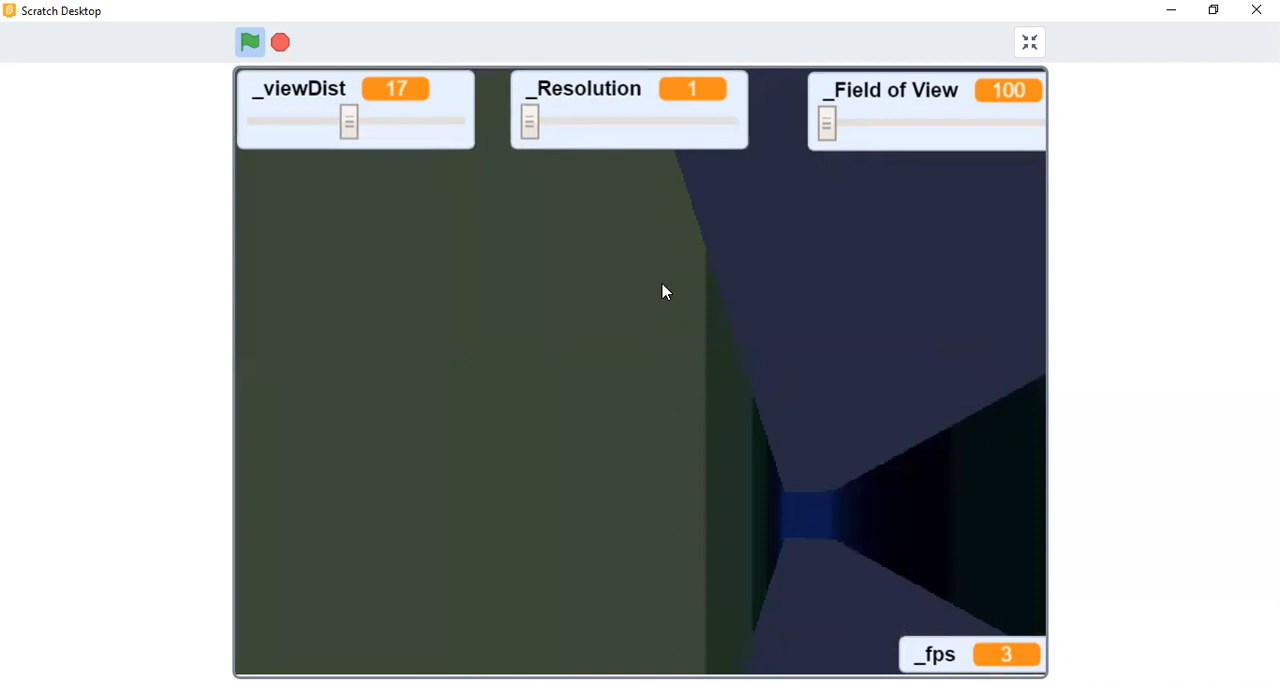 Scratch Desktop
_viewDist 17
_Resolution 1
_Field of View 100
_fps 3